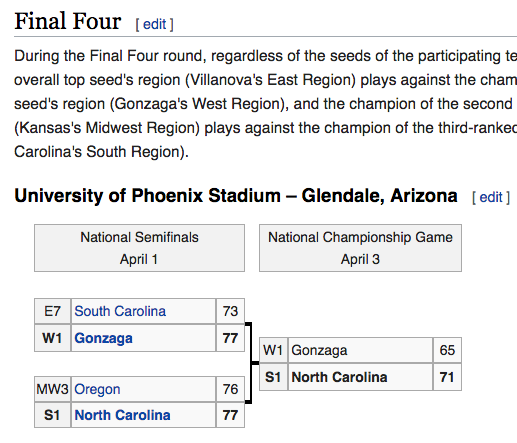 Final Four [ edit ]
During the Final Four round, regardless of the seeds of the participating te
overall top seed's region (Villanova's East Region) plays against the cham
seed's region (Gonzaga's West Region), and the champion of the second
(Kansas's Midwest Region) plays against the champion of the third-ranked
Carolina's South Region).
University of Phoenix Stadium – Glendale, Arizona [ edit ]
National Semifinals
April 1
National Championship Game
April 3
E7 South Carolina 73
W1 Gonzaga 77
W1 Gonzaga 65
S1 North Carolina 71
MW3 Oregon 76
S1 North Carolina 77